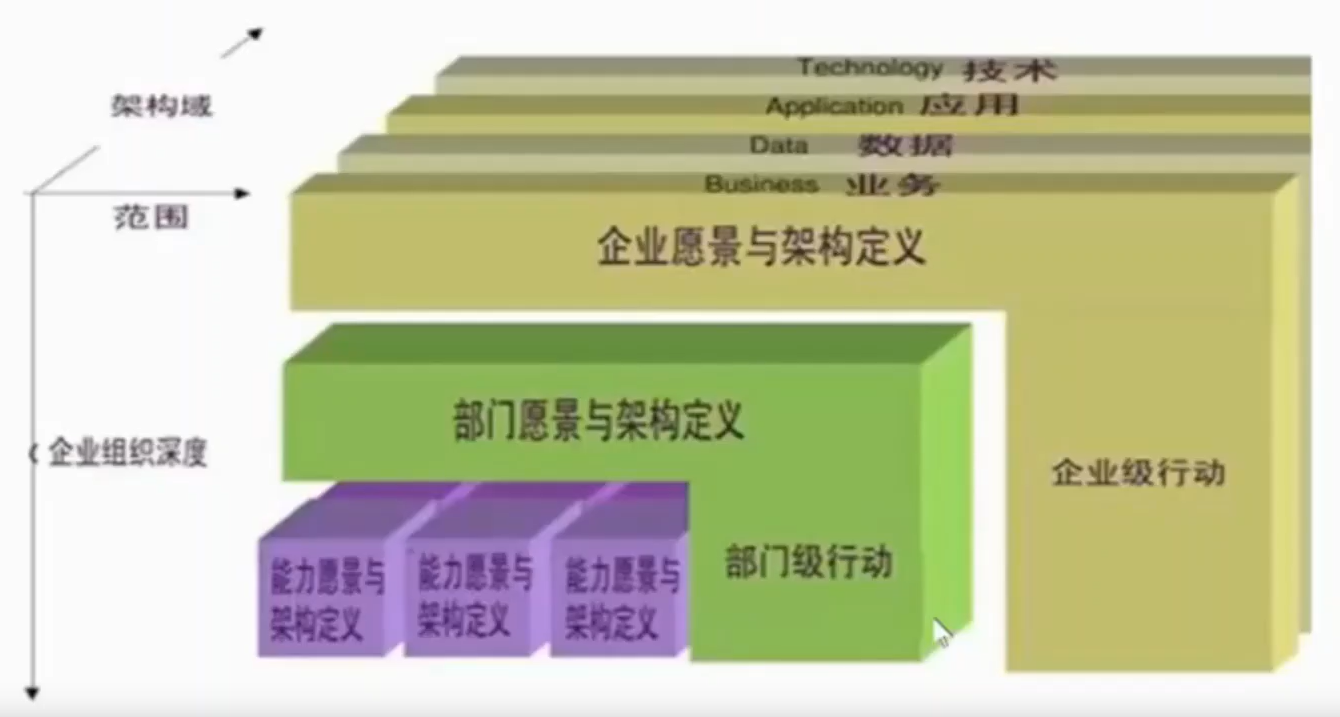 Technology 技术
架构域
Application 应用
Data 数据
Business 业务
范围
企业愿景与架构定义
部门愿景与架构定义
企业组织深度
企业级行动
部门级行动
能力愿景与
架构定义
能力愿景与
架构定义
能力愿景与
架构定义